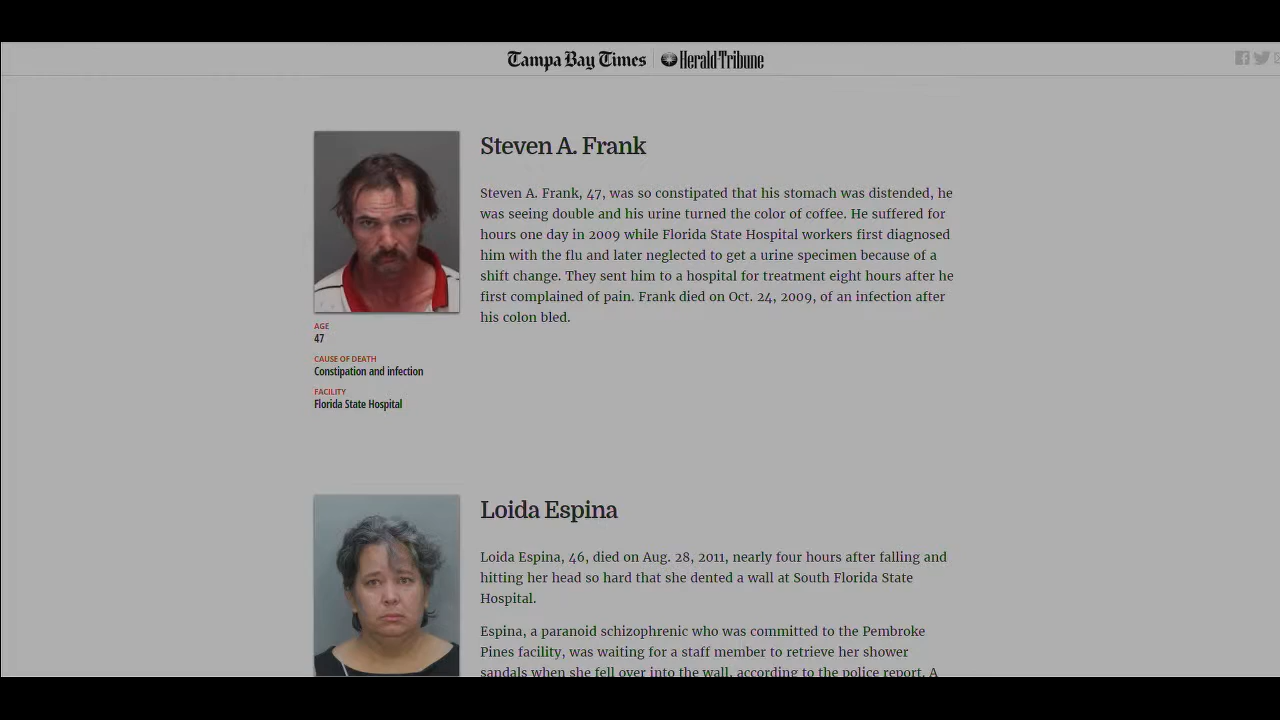 Tampa Bay Times Herald-Tribune
Steven A. Frank
Steven A. Frank, 47, was so constipated that his stomach was distended, he
was seeing double and his urine turned the color of coffee. He suffered for
hours one day in 2009 while Florida State Hospital workers first diagnosed
him with the flu and later neglected to get a urine specimen because of a
shift change. They sent him to a hospital for treatment eight hours after he
first complained of pain. Frank died on Oct. 24, 2009, of an infection after
his colon bled.
AGE
47
CAUSE OF DEATH
Constipation and infection
FACILITY
Florida State Hospital
Loida Espina
Loida Espina, 46, died on Aug. 28, 2011, nearly four hours after falling and
hitting her head so hard that she dented a wall at South Florida State
Hospital.
Espina, a paranoid schizophrenic who was committed to the Pembroke
Pines facility, was waiting for a staff member to retrieve her shower
sandals when she fell over into the wall, according to the police report. A